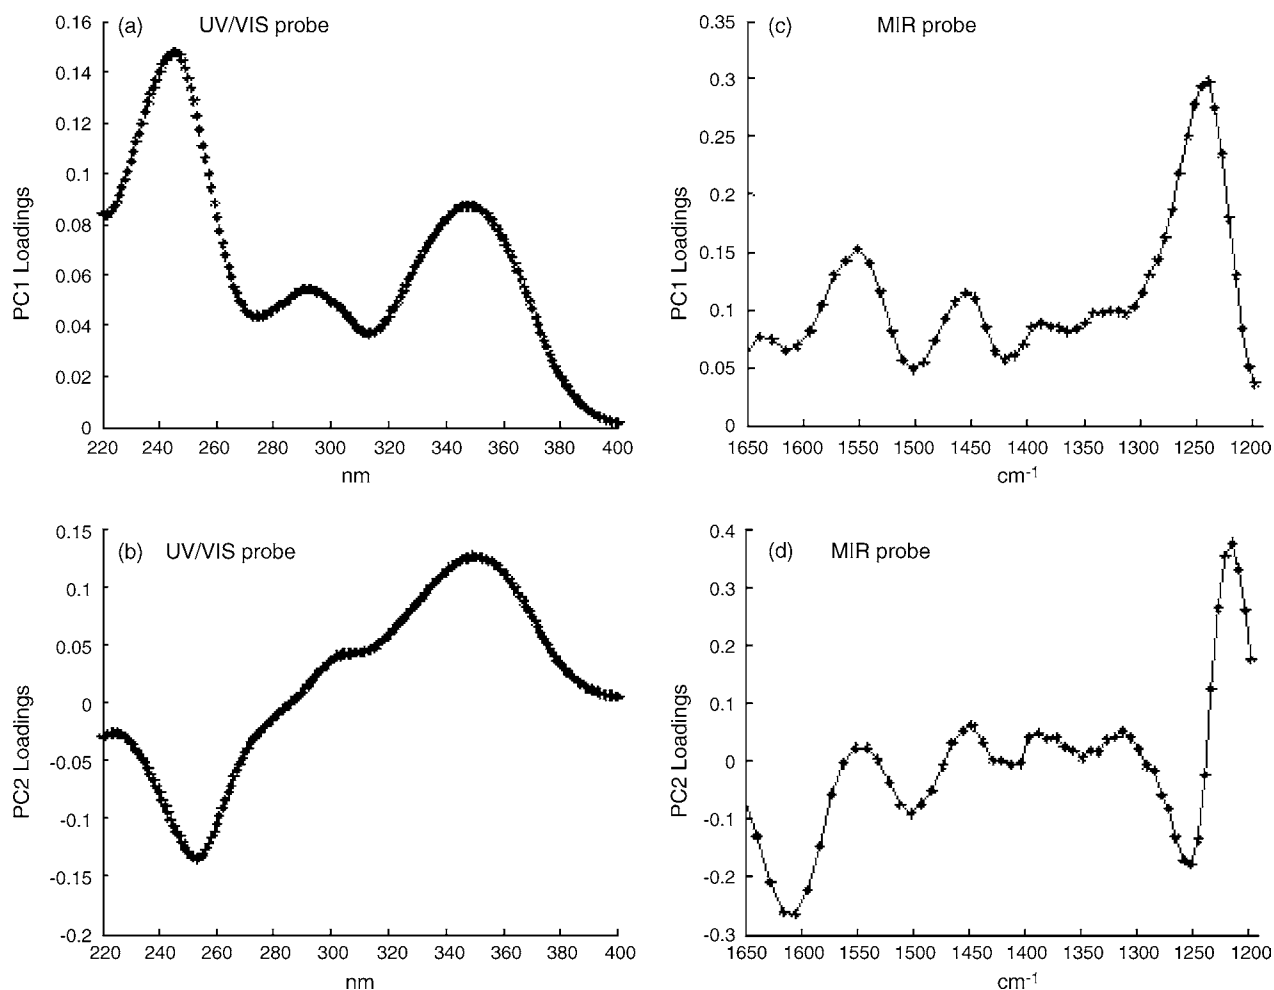 (a) UV/VIS probe
PC1 Loadings
0.16
0.14
0.12
0.1
0.08
0.06
0.04
0.02
0
220 240 260 280 300 320 340 360 380 400
nm
(c) MIR probe
PC1 Loadings
0.35
0.3
0.25
0.2
0.15
0.1
0.05
0
1650 1600 1550 1500 1450 1400 1350 1300 1250 1200
cm-1
(b) UV/VIS probe
PC2 Loadings
0.15
0.1
0.05
0
-0.05
-0.1
-0.15
-0.2
220 240 260 280 300 320 340 360 380 400
nm
(d) MIR probe
PC2 Loadings
0.4
0.3
0.2
0.1
0
-0.1
-0.2
-0.3
1650 1600 1550 1500 1450 1400 1350 1300 1250 1200
cm-1